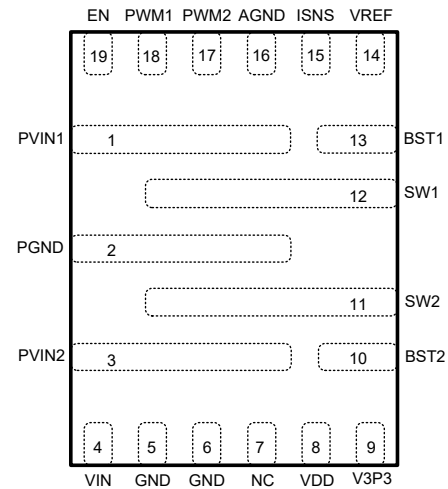 EN PWM1 PWM2 AGND ISNS VREF
19 18 17 16 15 14
PVIN1 1 13 BST1
12 SW1
PGND 2
11 SW2
PVIN2 3 10 BST2
4 5 6 7 8 9
VIN GND GND NC VDD V3P3